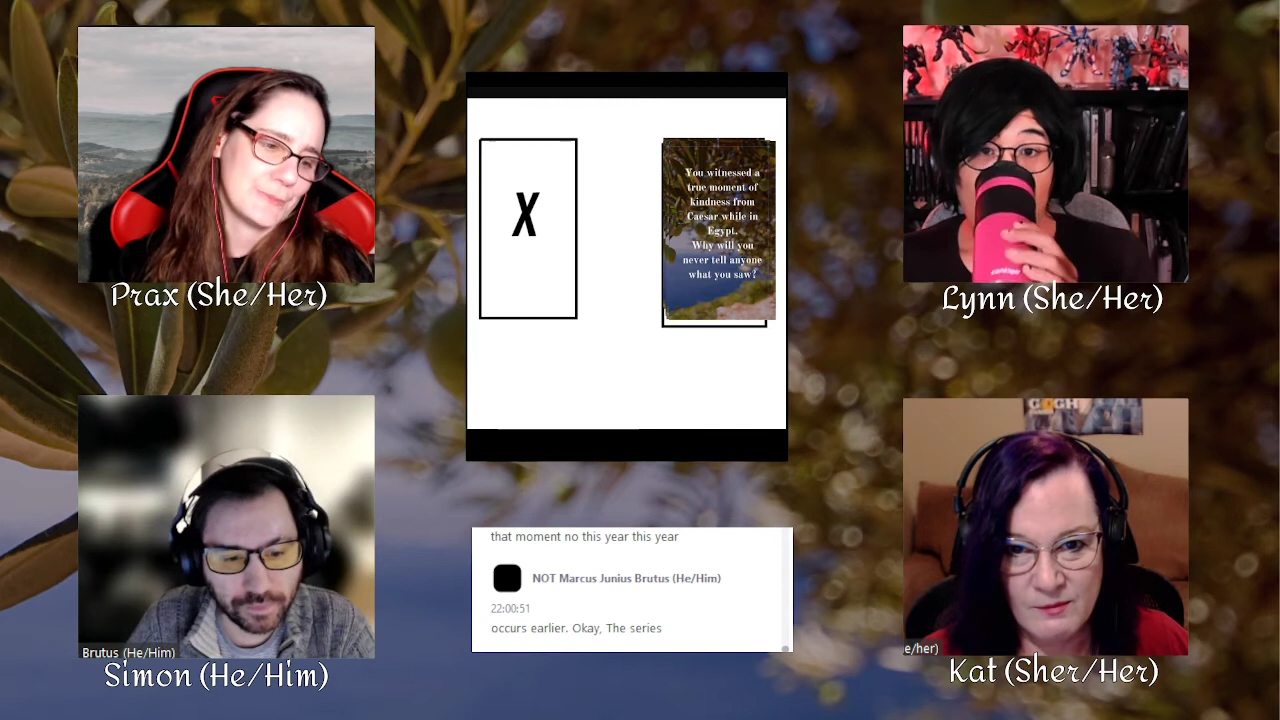 Prax (She/Her)
X
You witnessed a
true moment of
kindness from
Caesar while in
Egypt.
Why will you
never tell anyone
what you saw?
Lynn (She/Her)
Brutus (He/Him)
Simon (He/Him)
that moment no this year this year
NOT Marcus Junius Brutus (He/Him)
22:00:51
occurs earlier. Okay, The series
GOGH
e/her)
Kat (Sher/Her)